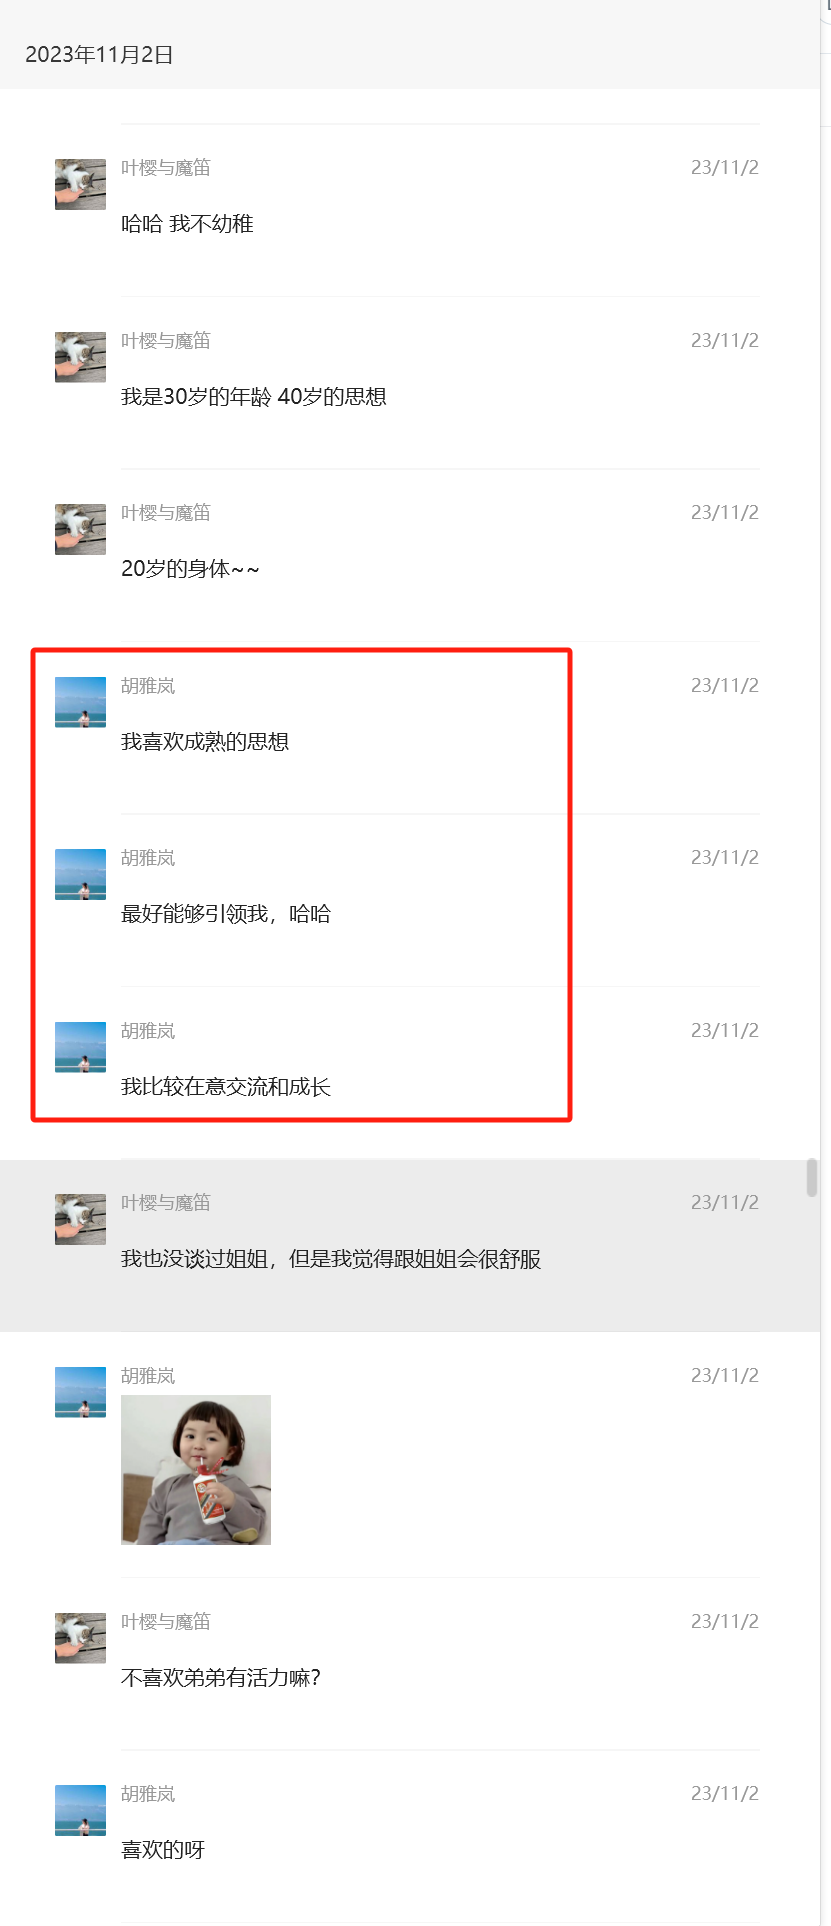 2023年11月2日
叶樱与魔笛 23/11/2
哈哈 我不幼稚
叶樱与魔笛 23/11/2
我是30岁的年龄 40岁的思想
叶樱与魔笛 23/11/2
20岁的身体~~
胡雅岚 23/11/2
我喜欢成熟的思想
胡雅岚 23/11/2
最好能够引领我，哈哈
胡雅岚 23/11/2
我比较在意交流和成长
叶樱与魔笛 23/11/2
我也没谈过姐姐，但是我觉得跟姐姐会很舒服
胡雅岚 23/11/2
叶樱与魔笛 23/11/2
不喜欢弟弟有活力嘛？
胡雅岚 23/11/2
喜欢的呀